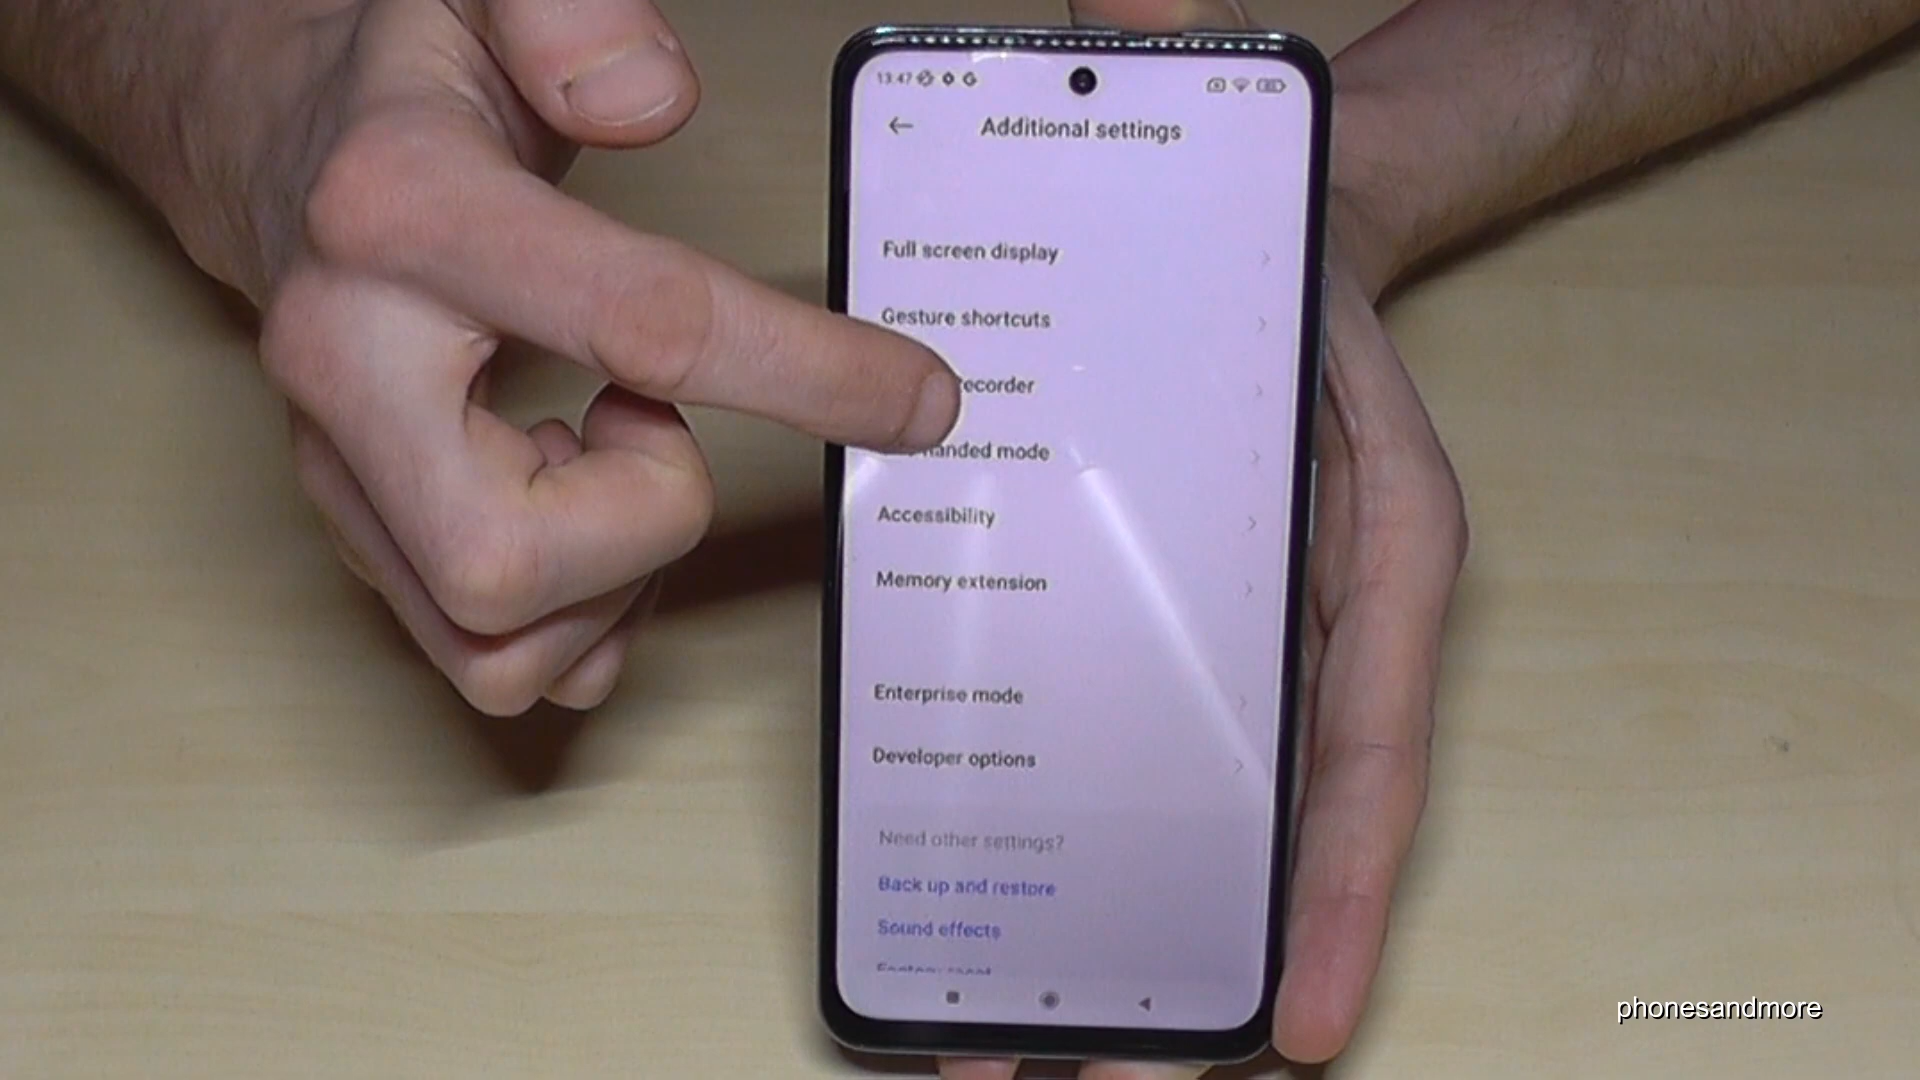 13:47
Additional settings
Full screen display
Gesture shortcuts
ecorder
handed mode
Accessibility
Memory extension
Enterprise mode
Developer options
Need other settings?
Back up and restore
Sound effects
phonesandmore